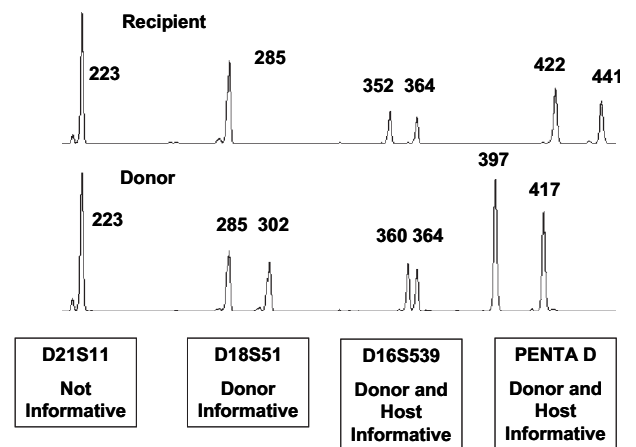 Recipient
223
285
352 364
422
441
Donor
223
285 302
360 364
397
417
D21S11
Not
Informative
D18S51
Donor
Informative
D16S539
Donor and
Host
Informative
PENTA D
Donor and
Host
Informative